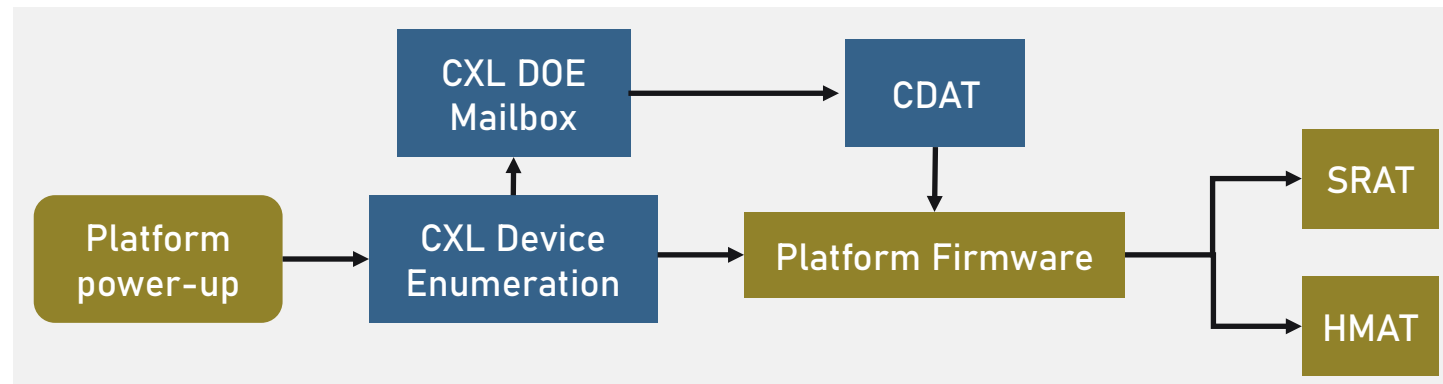 CXL DOE
Mailbox
CDAT
SRAT
Platform
power-up
CXL Device
Enumeration
Platform Firmware
HMAT